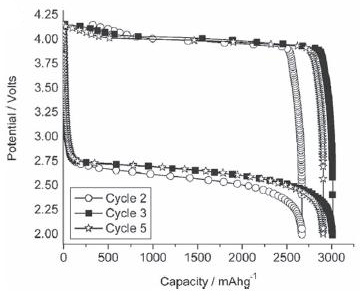 4.25
4.00
3.75
3.50
3.25
3.00
2.75
2.50
2.25
2.00
Potential / Volts
Cycle 2
Cycle 3
Cycle 5
0 500 1000 1500 2000 2500 3000
Capacity / mAhg-1